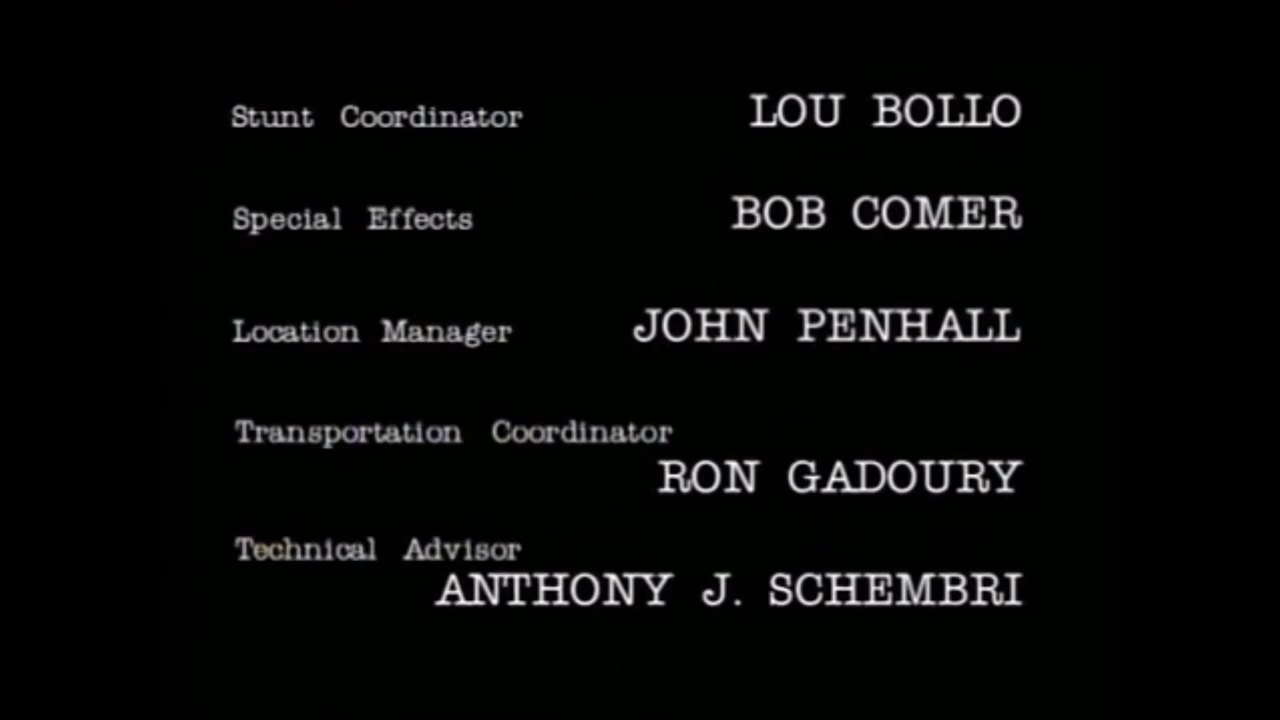 Stunt Coordinator LOU BOLLO
Special Effects BOB COMER
Location Manager JOHN PENHALL
Transportation Coordinator
RON GADOURY
Technical Advisor
ANTHONY J. SCHEMBRI